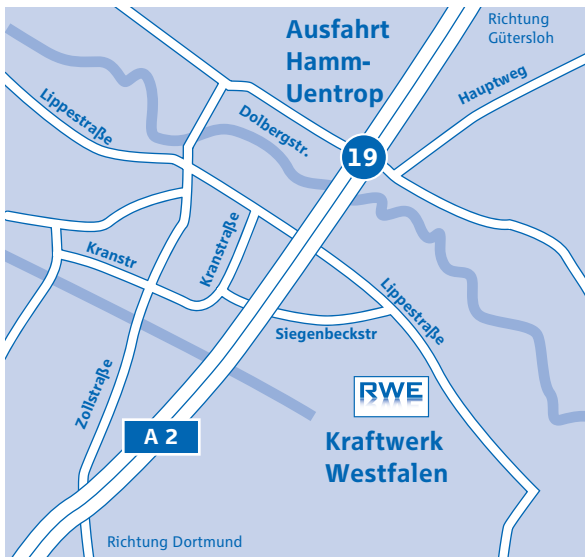 Ausfahrt
Hamm-
Uentrop
Richtung
Gütersloh
Hauptweg
Lippestraße
Dolbergstr.
19
Kranstr
Kranstraße
Lippestraße
Siegenbeckstr
Zollstraße
RWE
A 2
Kraftwerk
Westfalen
Richtung Dortmund